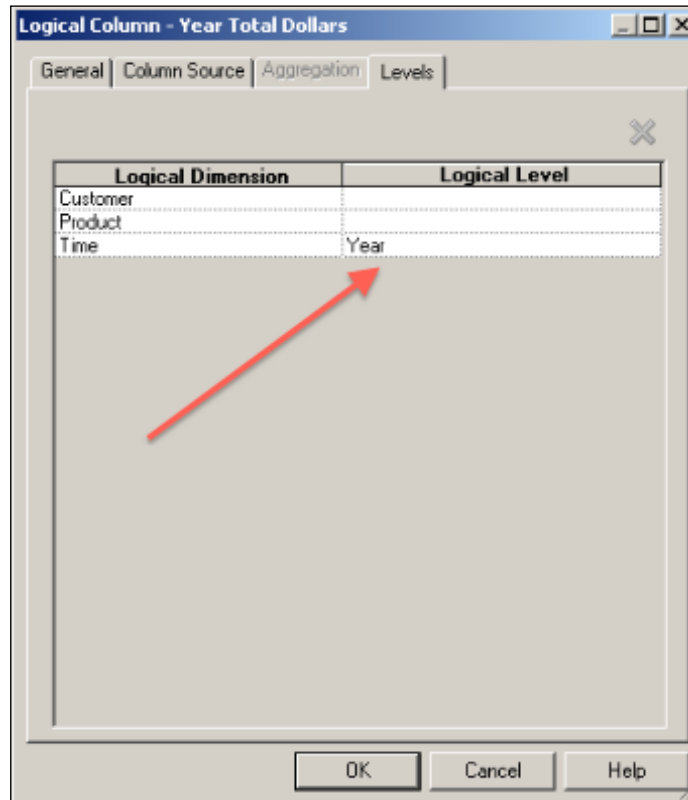 Logical Column - Year Total Dollars
General Column Source Aggregation Levels
Logical Dimension Logical Level
Customer
Product
Time Year
OK Cancel Help